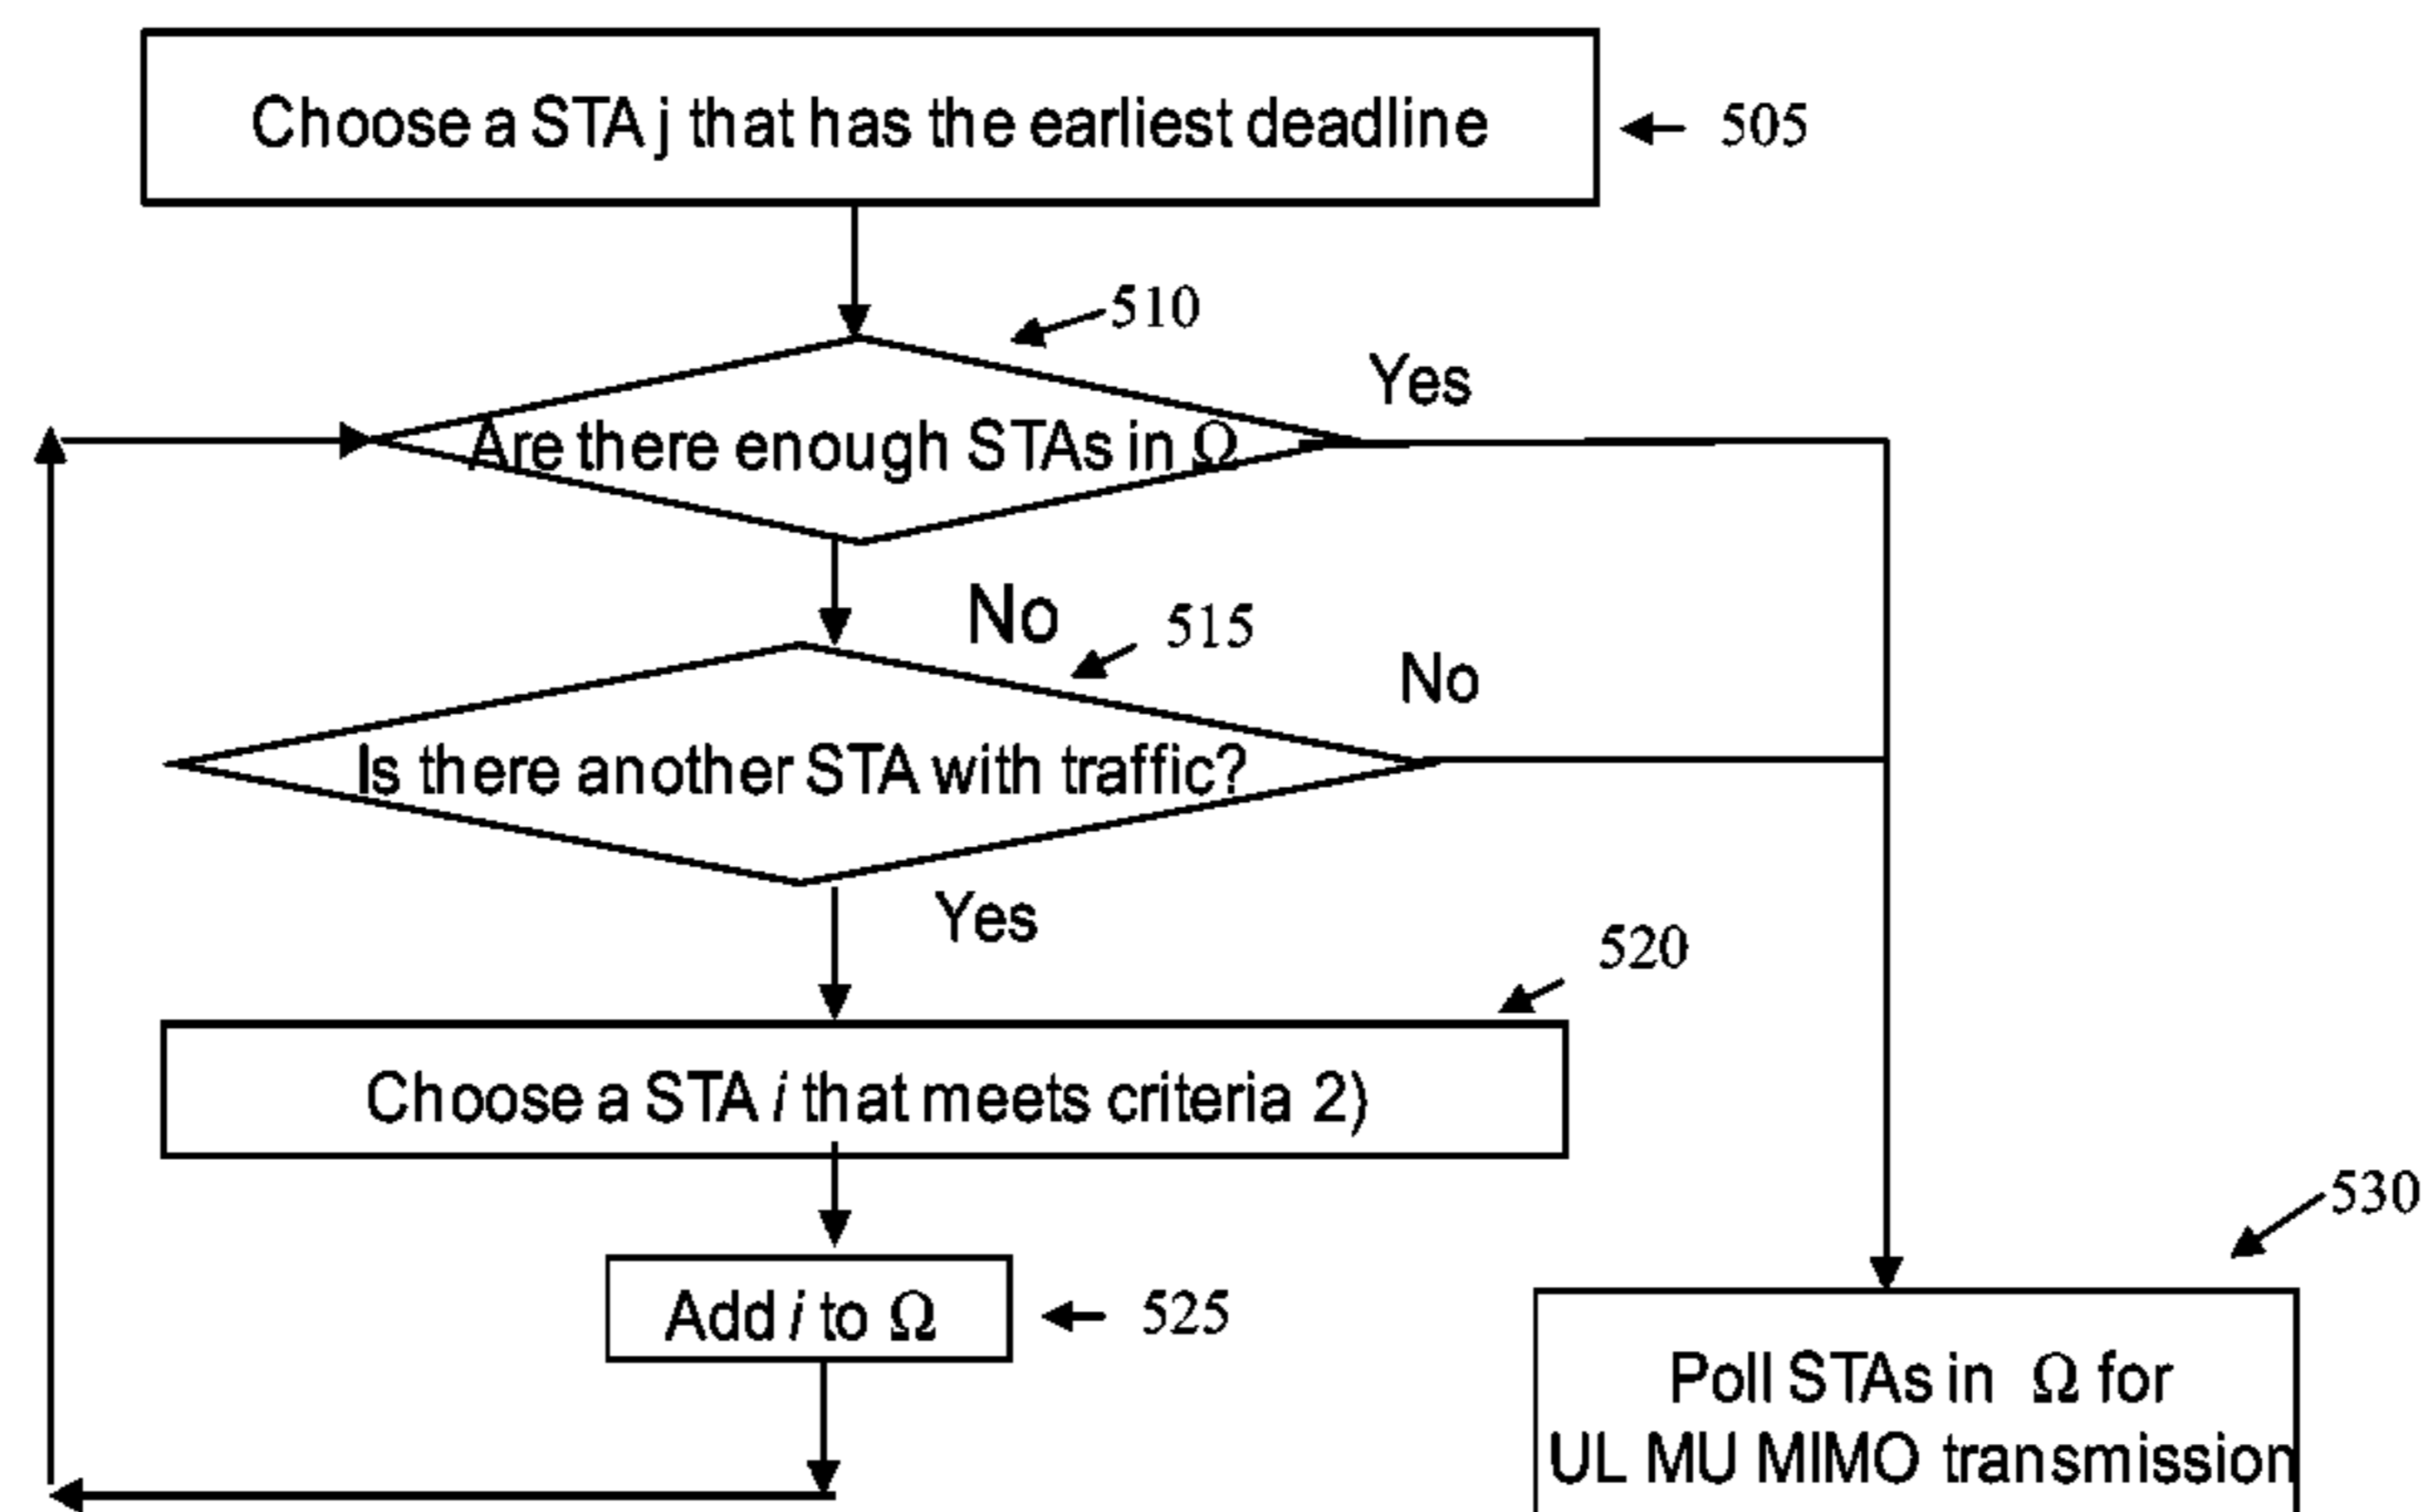 Choose a STA j that has the earliest deadline
505
510
Yes
Are there enough STAs in Ω
No
515
No
Is there another STA with traffic?
Yes
520
Choose a STA i that meets criteria 2)
530
Add i to Ω
525
Poll STAs in Ω for
UL MU MIMO transmission